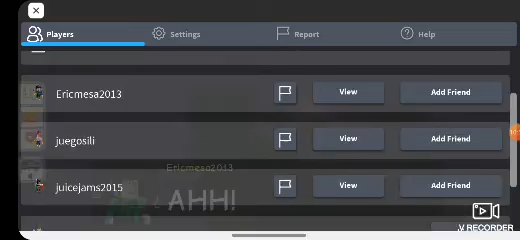 Players Settings Report Help
Ericmesa2013 View Add Friend
juegosili View Add Friend
Ericmesa2013
juicejams2015 View Add Friend
AHH!
V RECORDER